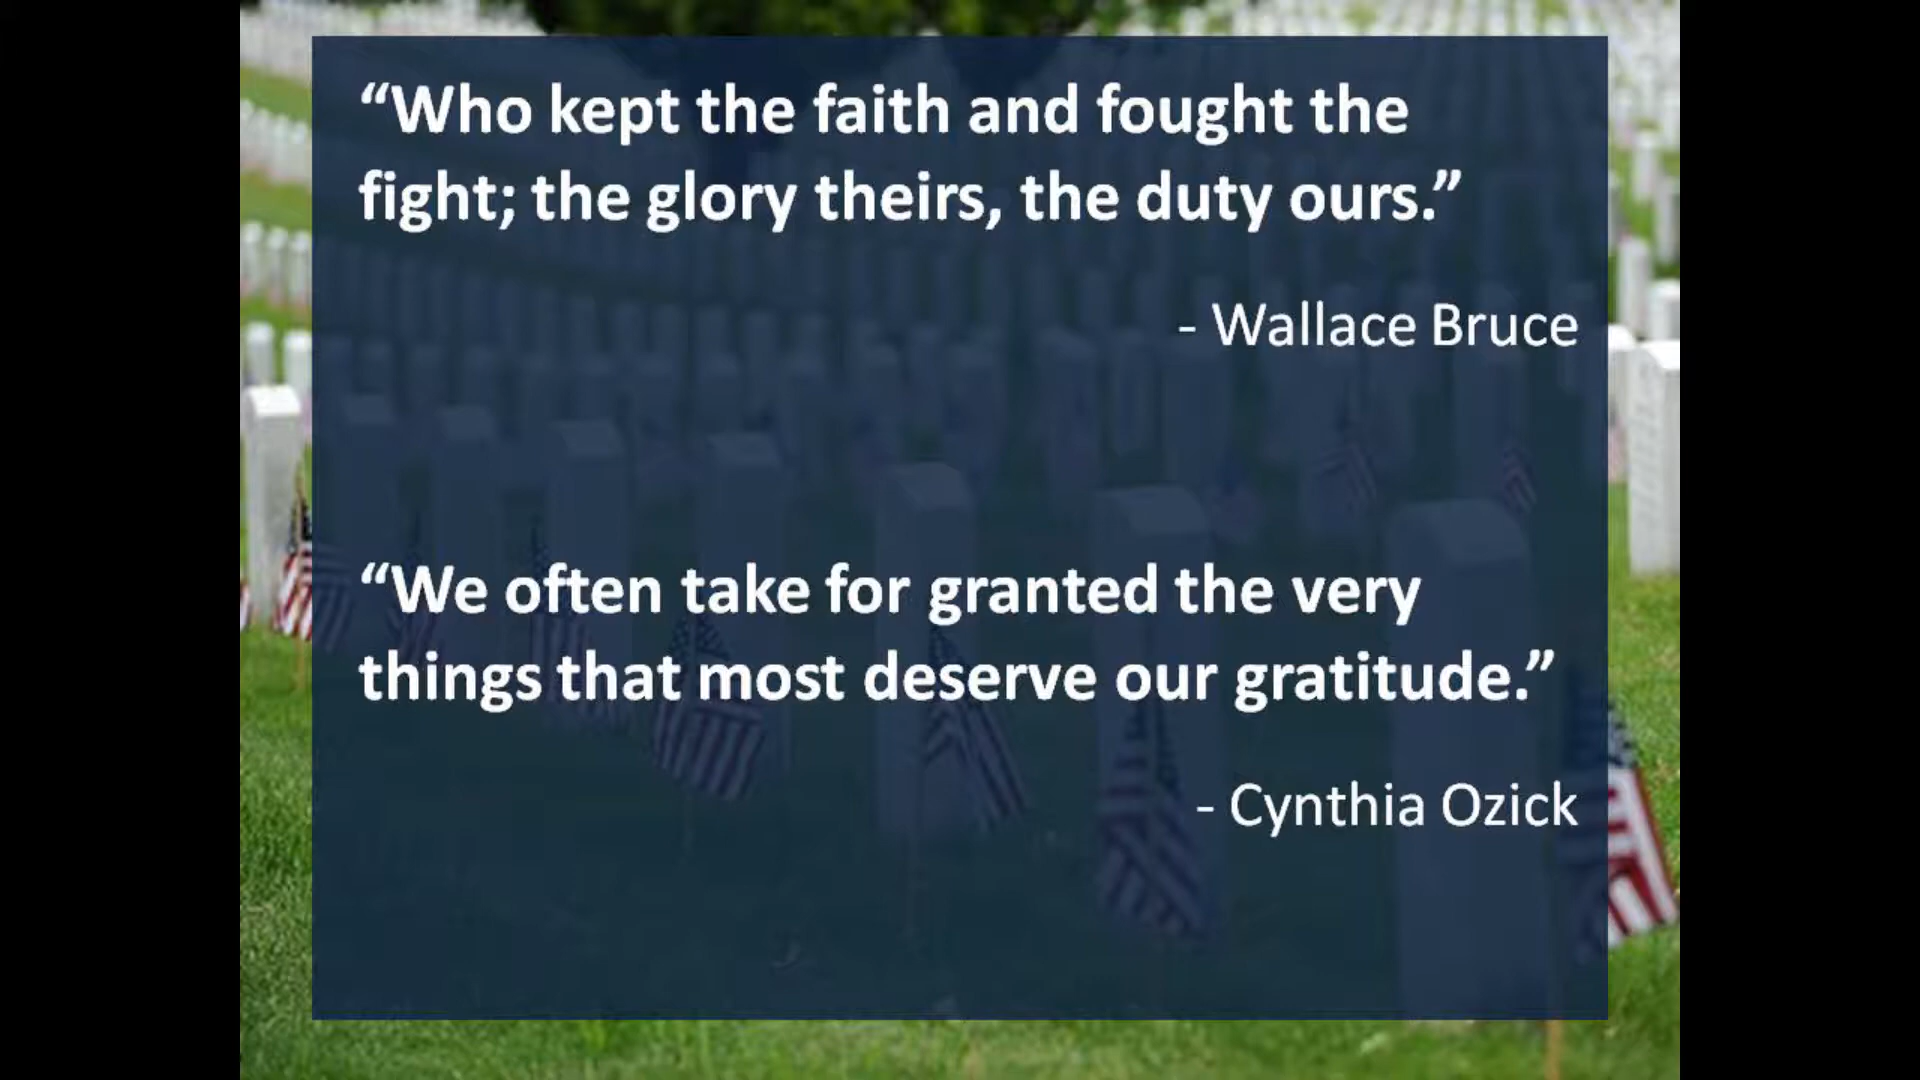 “Who kept the faith and fought the
fight; the glory theirs, the duty ours.”
- Wallace Bruce
“We often take for granted the very
things that most deserve our gratitude.”
- Cynthia Ozick